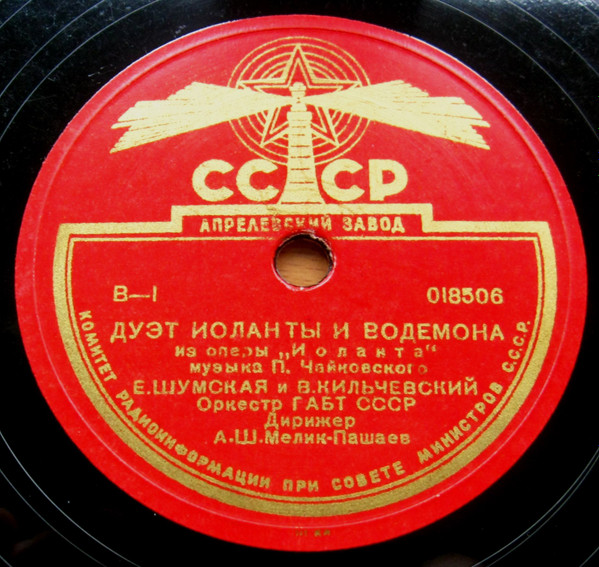 СССР
АПРЕЛЕВСКИЙ ЗАВОД
В–1 018506
ДУЭТ ИОЛАНТЫ И ВОДЕМОНА
из оперы „Иоланта“
музыка П. Чайковского
Е. ШУМСКАЯ и В. КИЛЬЧЕВСКИЙ
Оркестр ГАБТ СССР
Дирижер
А. Ш. Мелик-Пашаев
КОМИТЕТ РАДИОИНФОРМАЦИИ ПРИ СОВЕТЕ МИНИСТРОВ С.С.С.Р.